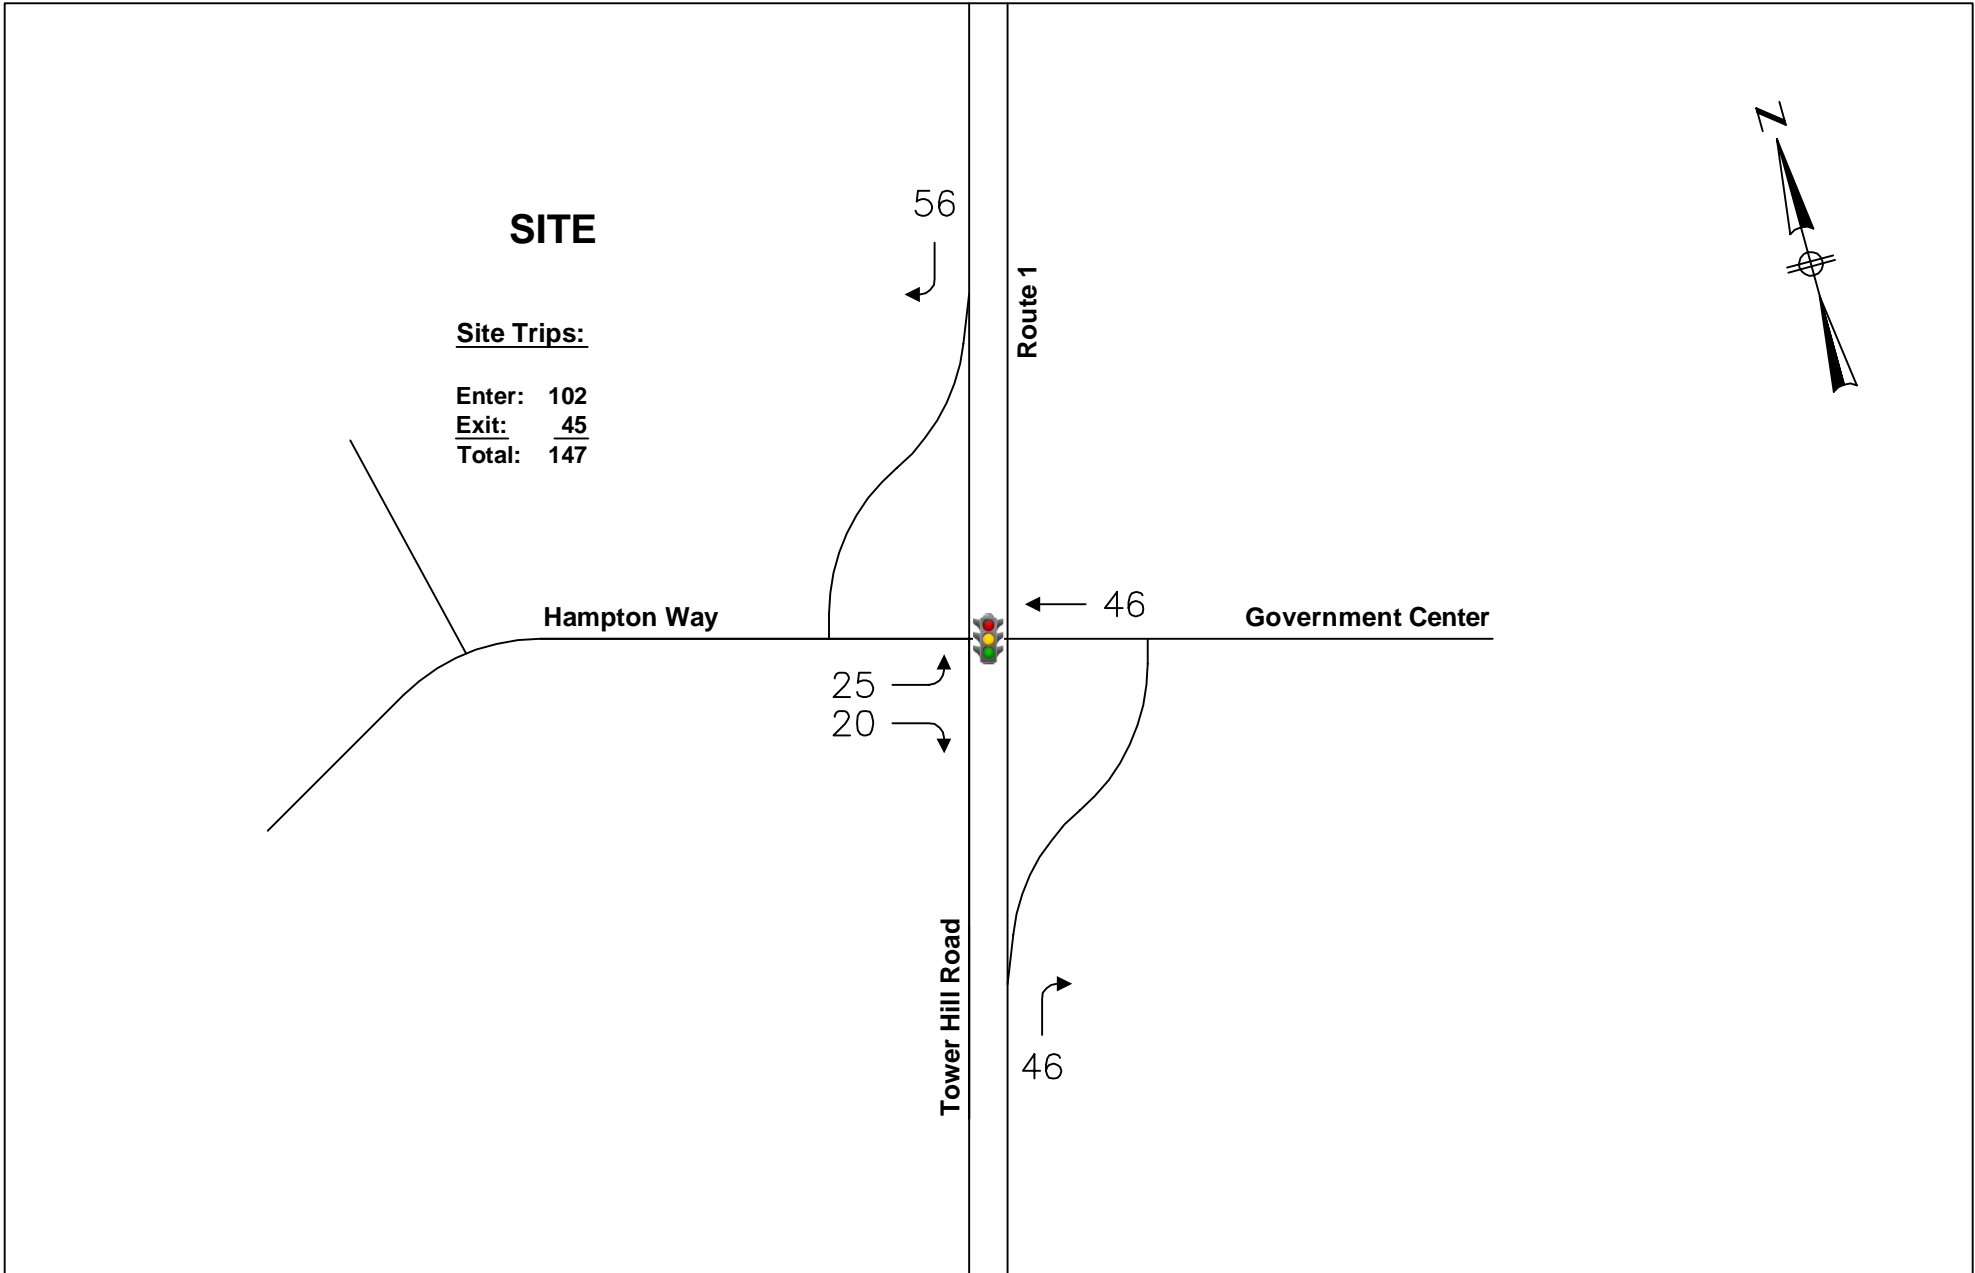 N
56
SITE
Route 1
Site Trips:
Enter: 102
Exit: 45
Total: 147
46
Hampton Way
Government Center
25
20
Tower Hill Road
46